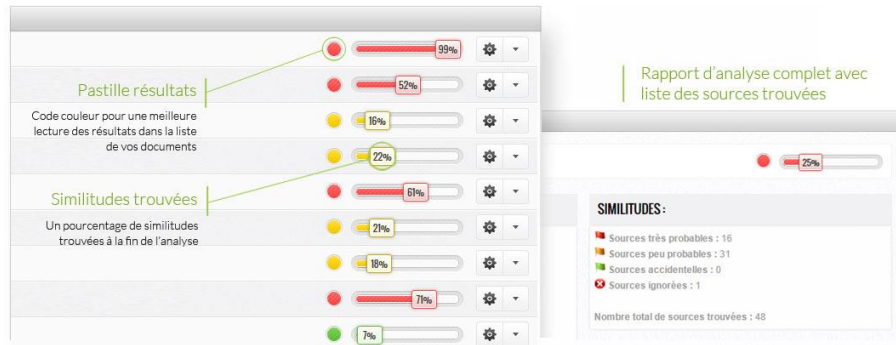 99%
52%
Pastille résultats
Code couleur pour une meilleure
lecture des résultats dans la liste
de vos documents
16%
22%
61%
Similitudes trouvées
Un pourcentage de similitudes
trouvées à la fin de l'analyse
21%
18%
71%
7%
Rapport d'analyse complet avec
liste des sources trouvées
25%
SIMILITUDES :
Sources très probables : 16
Sources peu probables : 31
Sources accidentelles : 0
Sources ignorées : 1
Nombre total de sources trouvées : 48